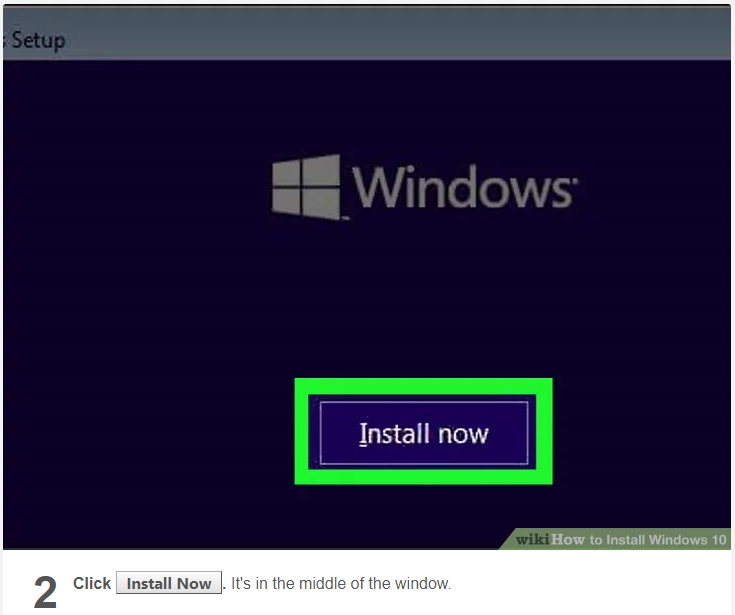 Setup
Windows
Install now
wikiHow to Install Windows 10
2 Click Install Now. It's in the middle of the window.